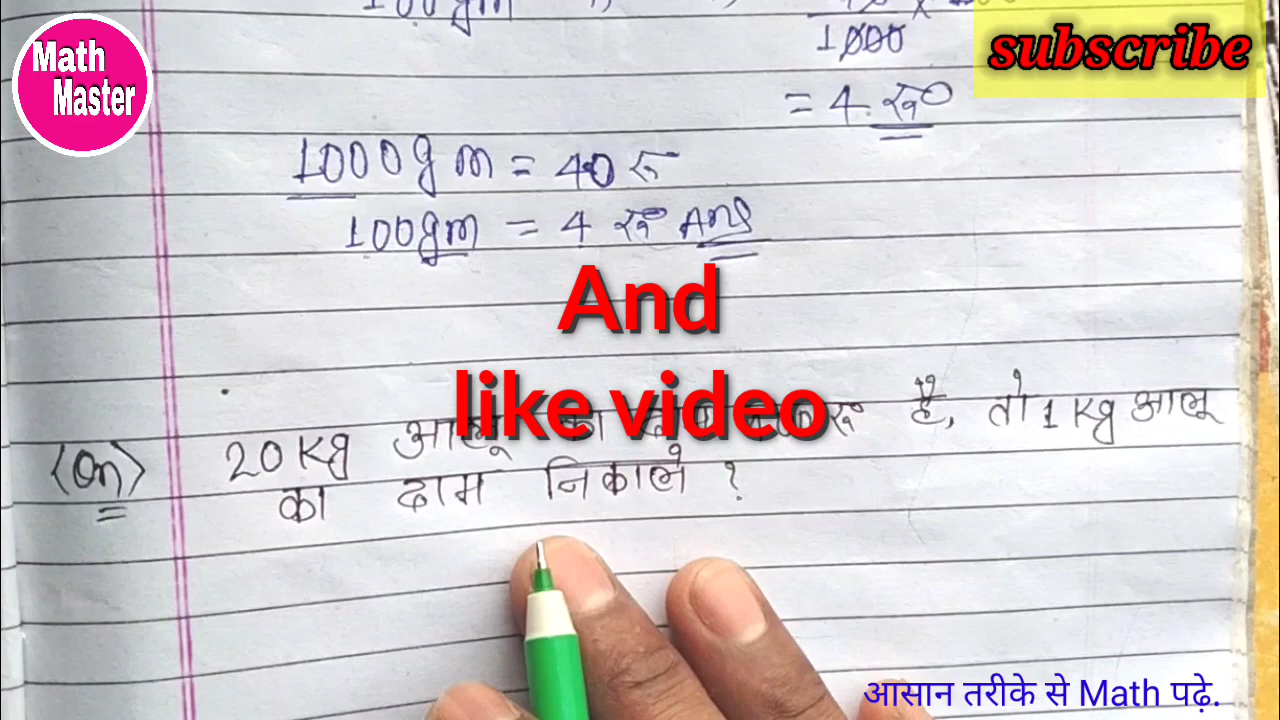 Math
Master
subscribe
100gm
1000
= 4 रु०
1000gm = 40 रु
100gm = 4 रु० Ans
And
like video
(Qn) 20 Kg आलू का दाम रु है, तो 1 Kg आलू
का दाम निकाले ?
आसान तरीके से Math पढ़े.